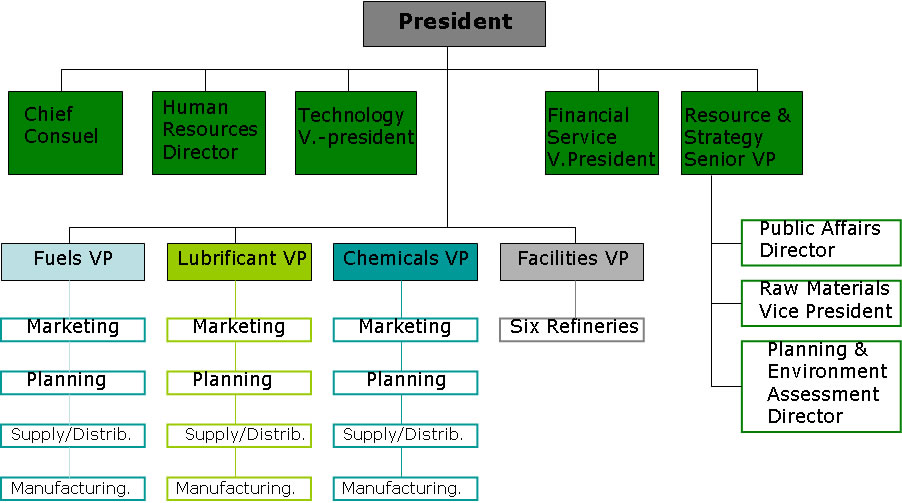 President
Chief
Consuel
Human
Resources
Director
Technology
V.-president
Financial
Service
V.President
Resource &
Strategy
Senior VP
Public Affairs
Director
Raw Materials
Vice President
Planning &
Environment
Assessment
Director
Fuels VP
Lubrificant VP
Chemicals VP
Facilities VP
Marketing
Marketing
Marketing
Six Refineries
Planning
Planning
Planning
Supply/Distrib.
Supply/Distrib.
Supply/Distrib.
Manufacturing.
Manufacturing.
Manufacturing.